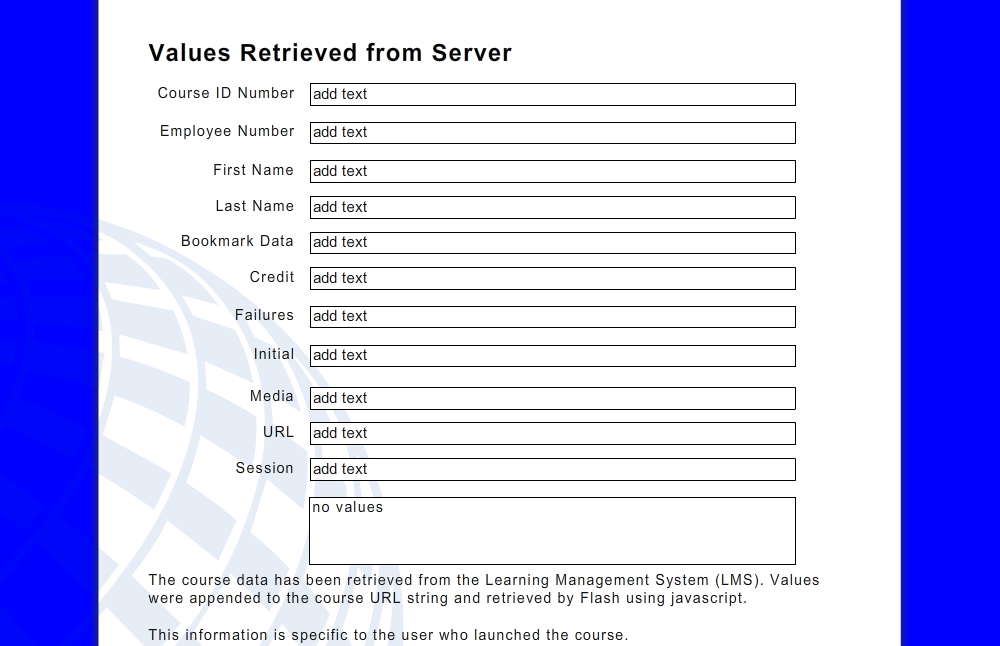 Values Retrieved from Server
Course ID Number add text
Employee Number add text
First Name add text
Last Name add text
Bookmark Data add text
Credit add text
Failures add text
Initial add text
Media add text
URL add text
Session add text
no values
The course data has been retrieved from the Learning Management System (LMS). Values
were appended to the course URL string and retrieved by Flash using javascript.
This information is specific to the user who launched the course.